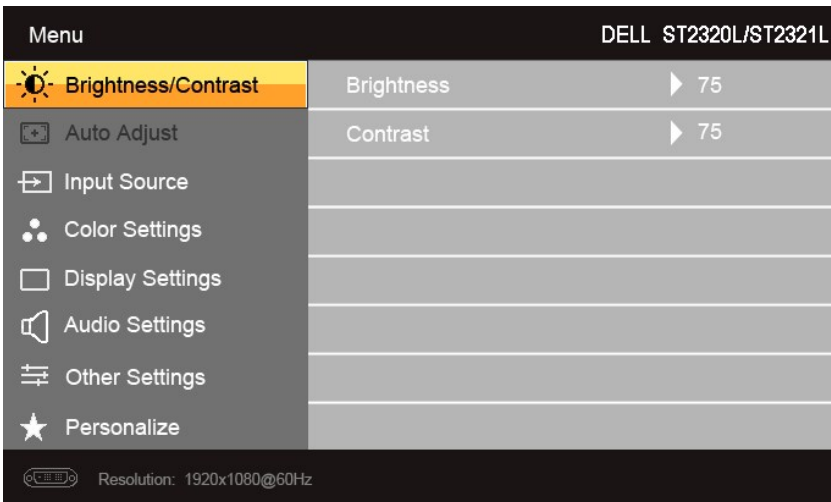 Menu DELL ST2320L/ST2321L
Brightness/Contrast Brightness 75
Auto Adjust Contrast 75
Input Source
Color Settings
Display Settings
Audio Settings
Other Settings
Personalize
Resolution: 1920x1080@60Hz